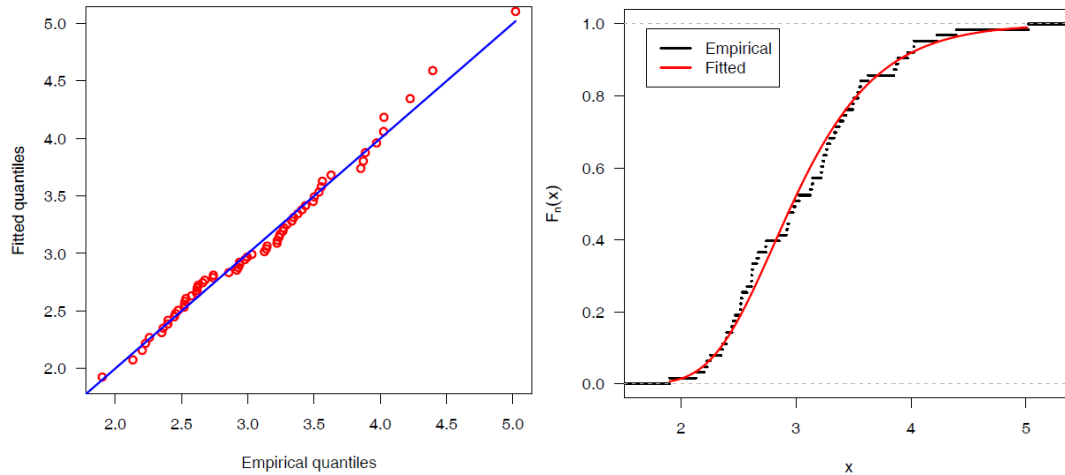 5.0
4.5
4.0
3.5
3.0
2.5
2.0
Fitted quantiles
2.0 2.5 3.0 3.5 4.0 4.5 5.0
Empirical quantiles
Empirical
Fitted
1.0
0.8
0.6
0.4
0.2
0.0
Fn(x)
2 3 4 5
x